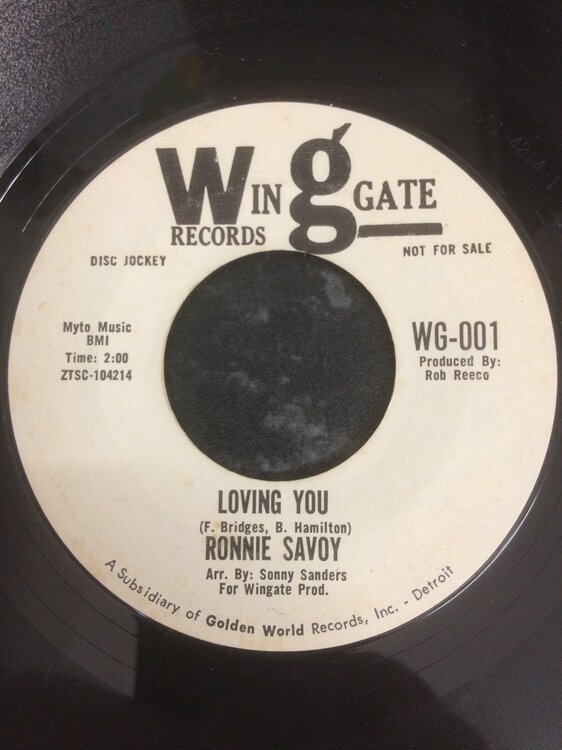 WINGGATE
RECORDS
DISC JOCKEY
NOT FOR SALE
Myto Music
BMI
Time: 2:00
ZTSC-104214
WG-001
Produced By:
Rob Reeco
LOVING YOU
(F. Bridges, B. Hamilton)
RONNIE SAVOY
Arr. By: Sonny Sanders
For Wingate Prod.
A Subsidiary of Golden World Records, Inc. - Detroit